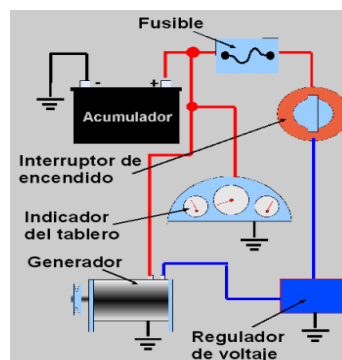 Fusible
- +
Acumulador
Interruptor de
encendido
Indicador
del tablero
Generador
Regulador
de voltaje